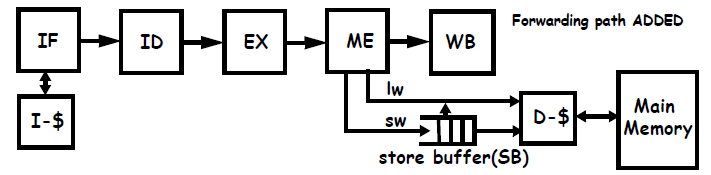 Forwarding path ADDED
IF
ID
EX
ME
WB
lw
I-$
sw
D-$
Main
Memory
store buffer(SB)